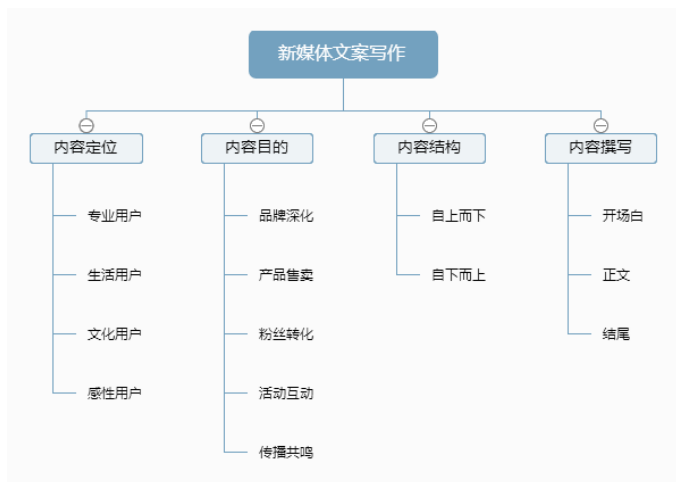 新媒体文案写作
内容定位
专业用户
生活用户
文化用户
感性用户
内容目的
品牌深化
产品售卖
粉丝转化
活动互动
传播共鸣
内容结构
自上而下
自下而上
内容撰写
开场白
正文
结尾